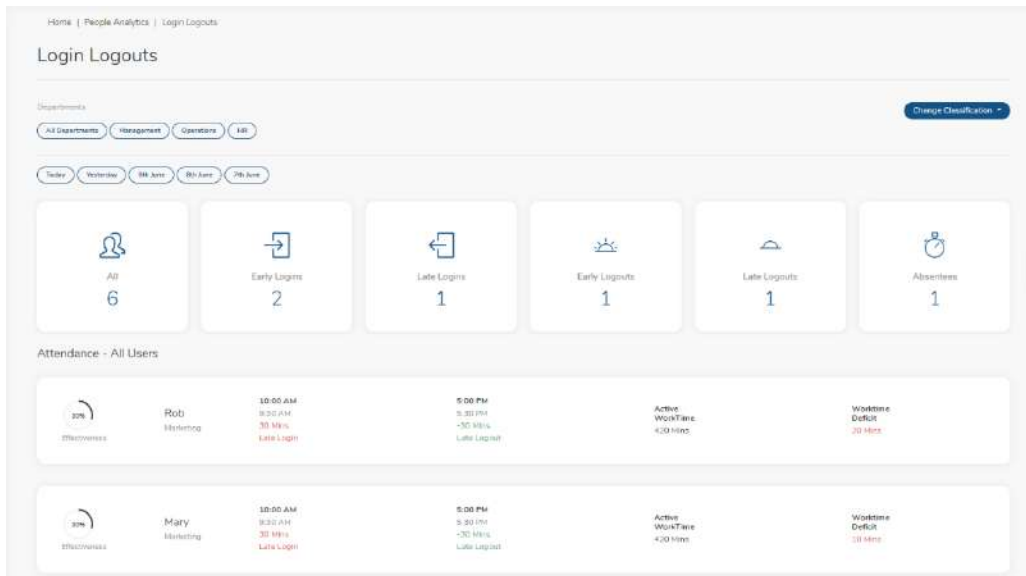 Home | People Analytics | Login Logouts
Login Logouts
Departments
Change Classification
All Departments Management Operations HR
Today Yesterday 9th June 8th June 7th June
All
6
Early Logins
2
Late Logins
1
Early Logouts
1
Late Logouts
1
Absentees
1
Attendance - All Users
Effectiveness
Rob
Marketing
10:00 AM
9:30 AM
30 Mins
Late Login
5:00 PM
5:30 PM
-30 Mins
Late Logout
Active
WorkTime
420 Mins
Worktime
Deficit
20 Mins
Effectiveness
Mary
Marketing
10:00 AM
9:30 AM
30 Mins
Late Login
5:00 PM
5:30 PM
-30 Mins
Late Logout
Active
WorkTime
420 Mins
Worktime
Deficit
10 Mins